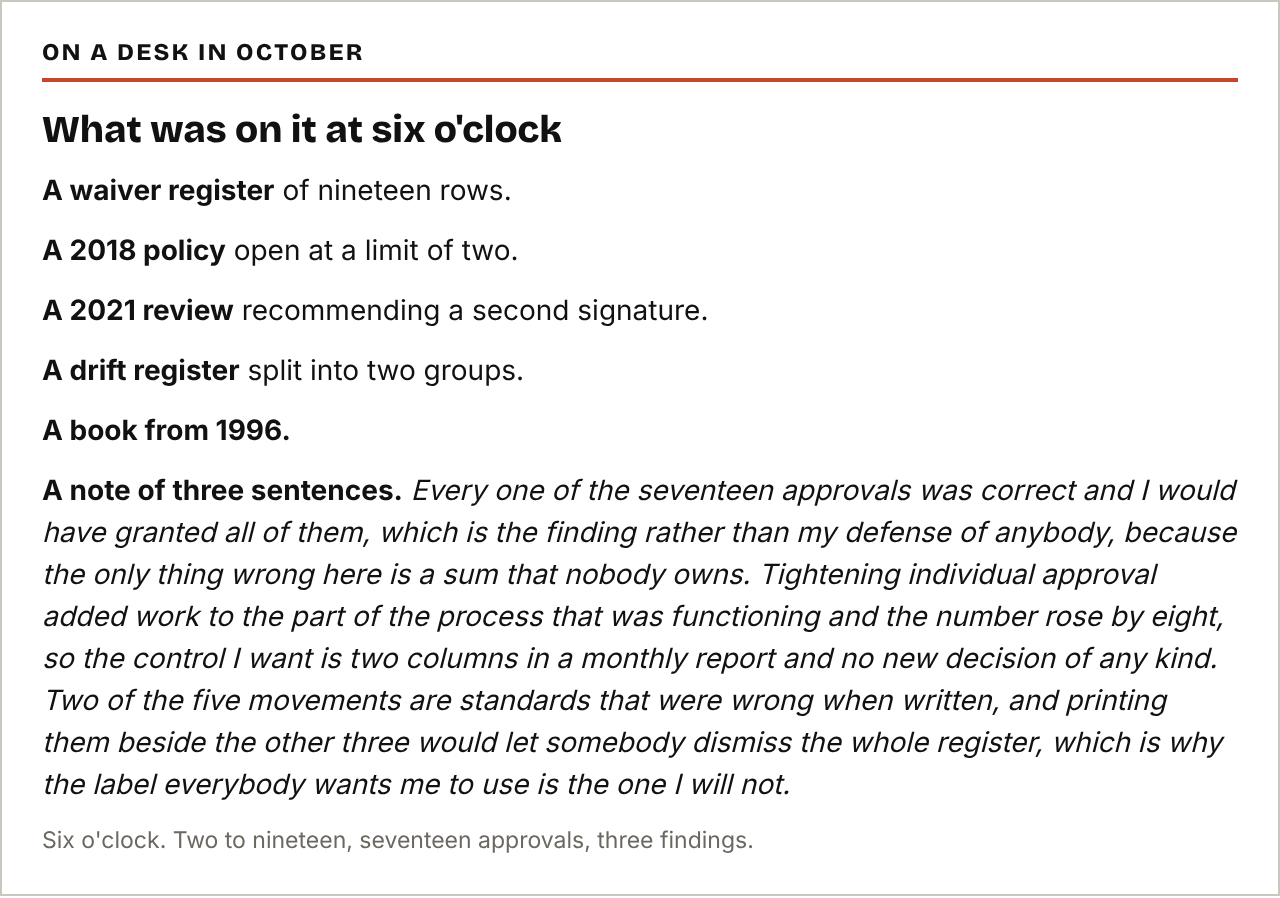 ON A DESK IN OCTOBER
What was on it at six o'clock
A waiver register of nineteen rows.
A 2018 policy open at a limit of two.
A 2021 review recommending a second signature.
A drift register split into two groups.
A book from 1996.
A note of three sentences. Every one of the seventeen approvals was correct and I would
have granted all of them, which is the finding rather than my defense of anybody, because
the only thing wrong here is a sum that nobody owns. Tightening individual approval
added work to the part of the process that was functioning and the number rose by eight,
so the control I want is two columns in a monthly report and no new decision of any kind.
Two of the five movements are standards that were wrong when written, and printing
them beside the other three would let somebody dismiss the whole register, which is why
the label everybody wants me to use is the one I will not.
Six o'clock. Two to nineteen, seventeen approvals, three findings.